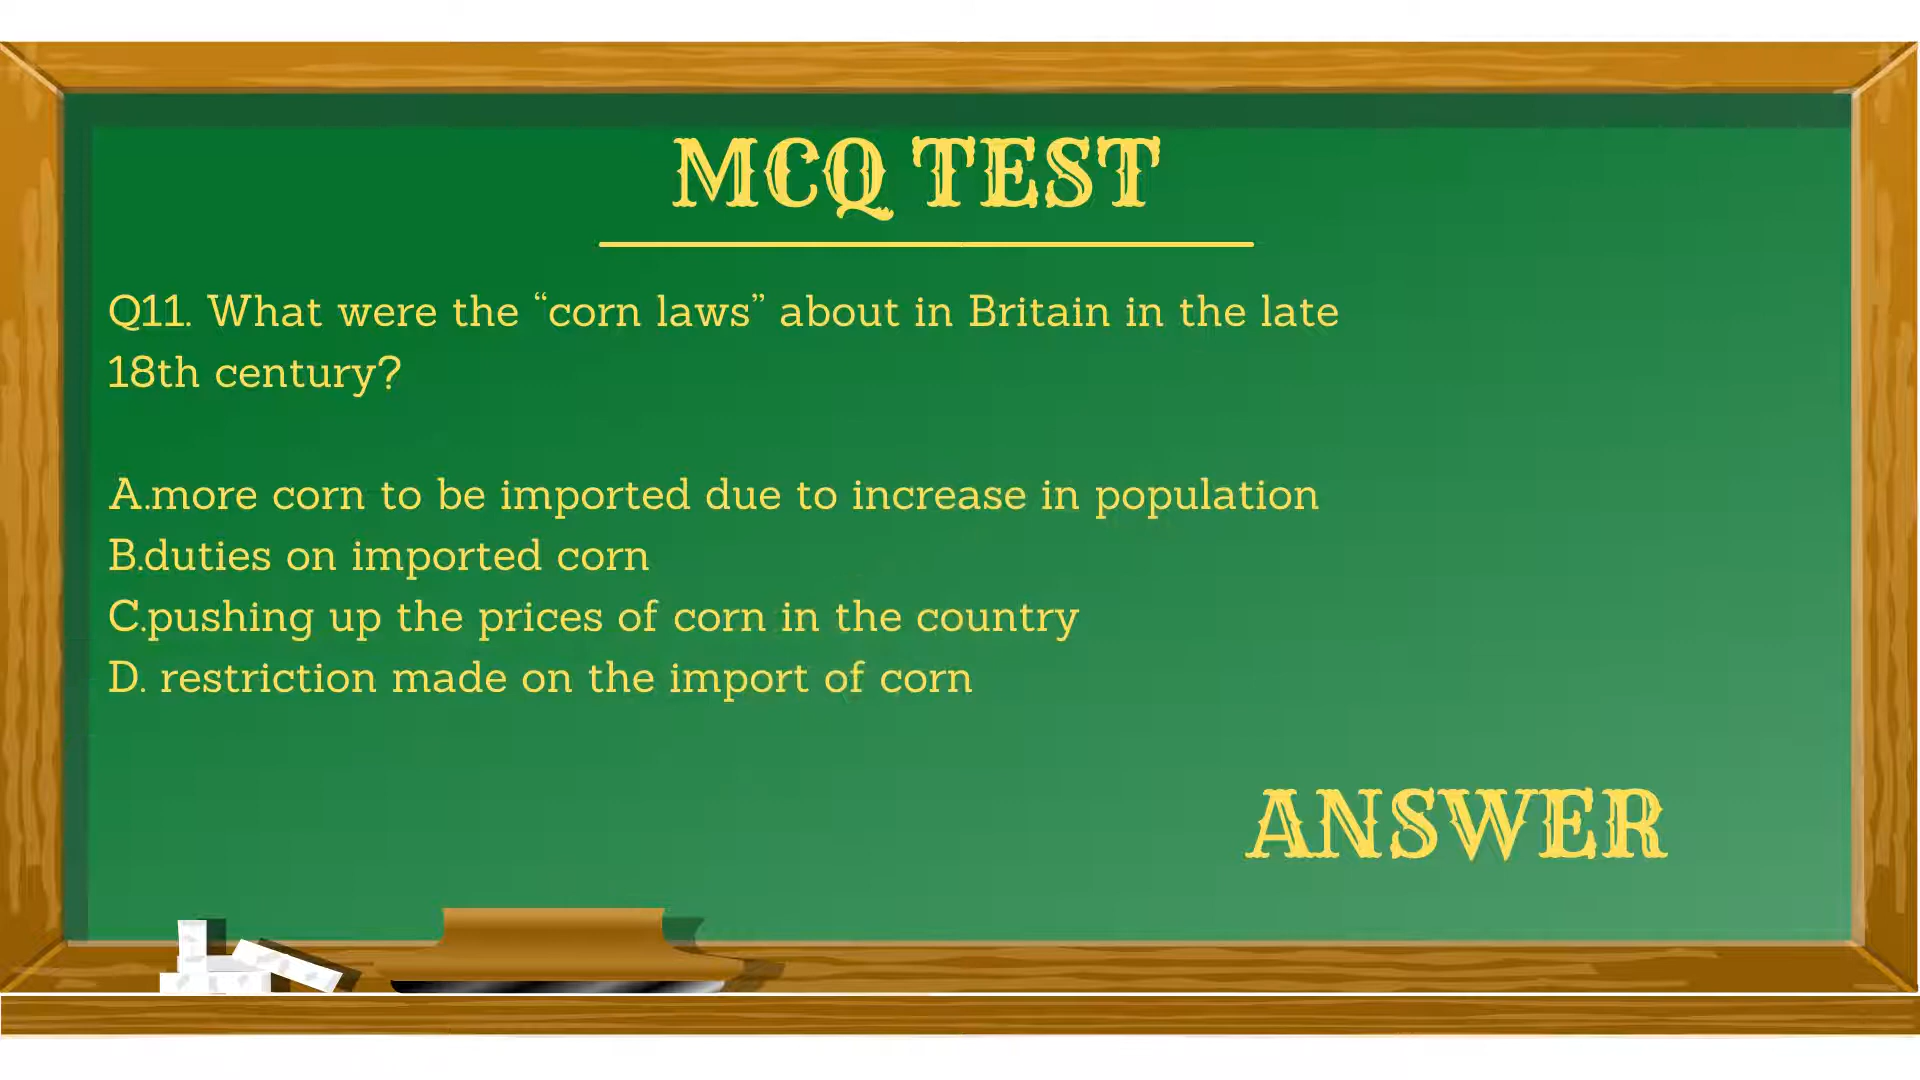 MCQ TEST
Q11. What were the “corn laws” about in Britain in the late
18th century?
A.more corn to be imported due to increase in population
B.duties on imported corn
C.pushing up the prices of corn in the country
D. restriction made on the import of corn
ANSWER